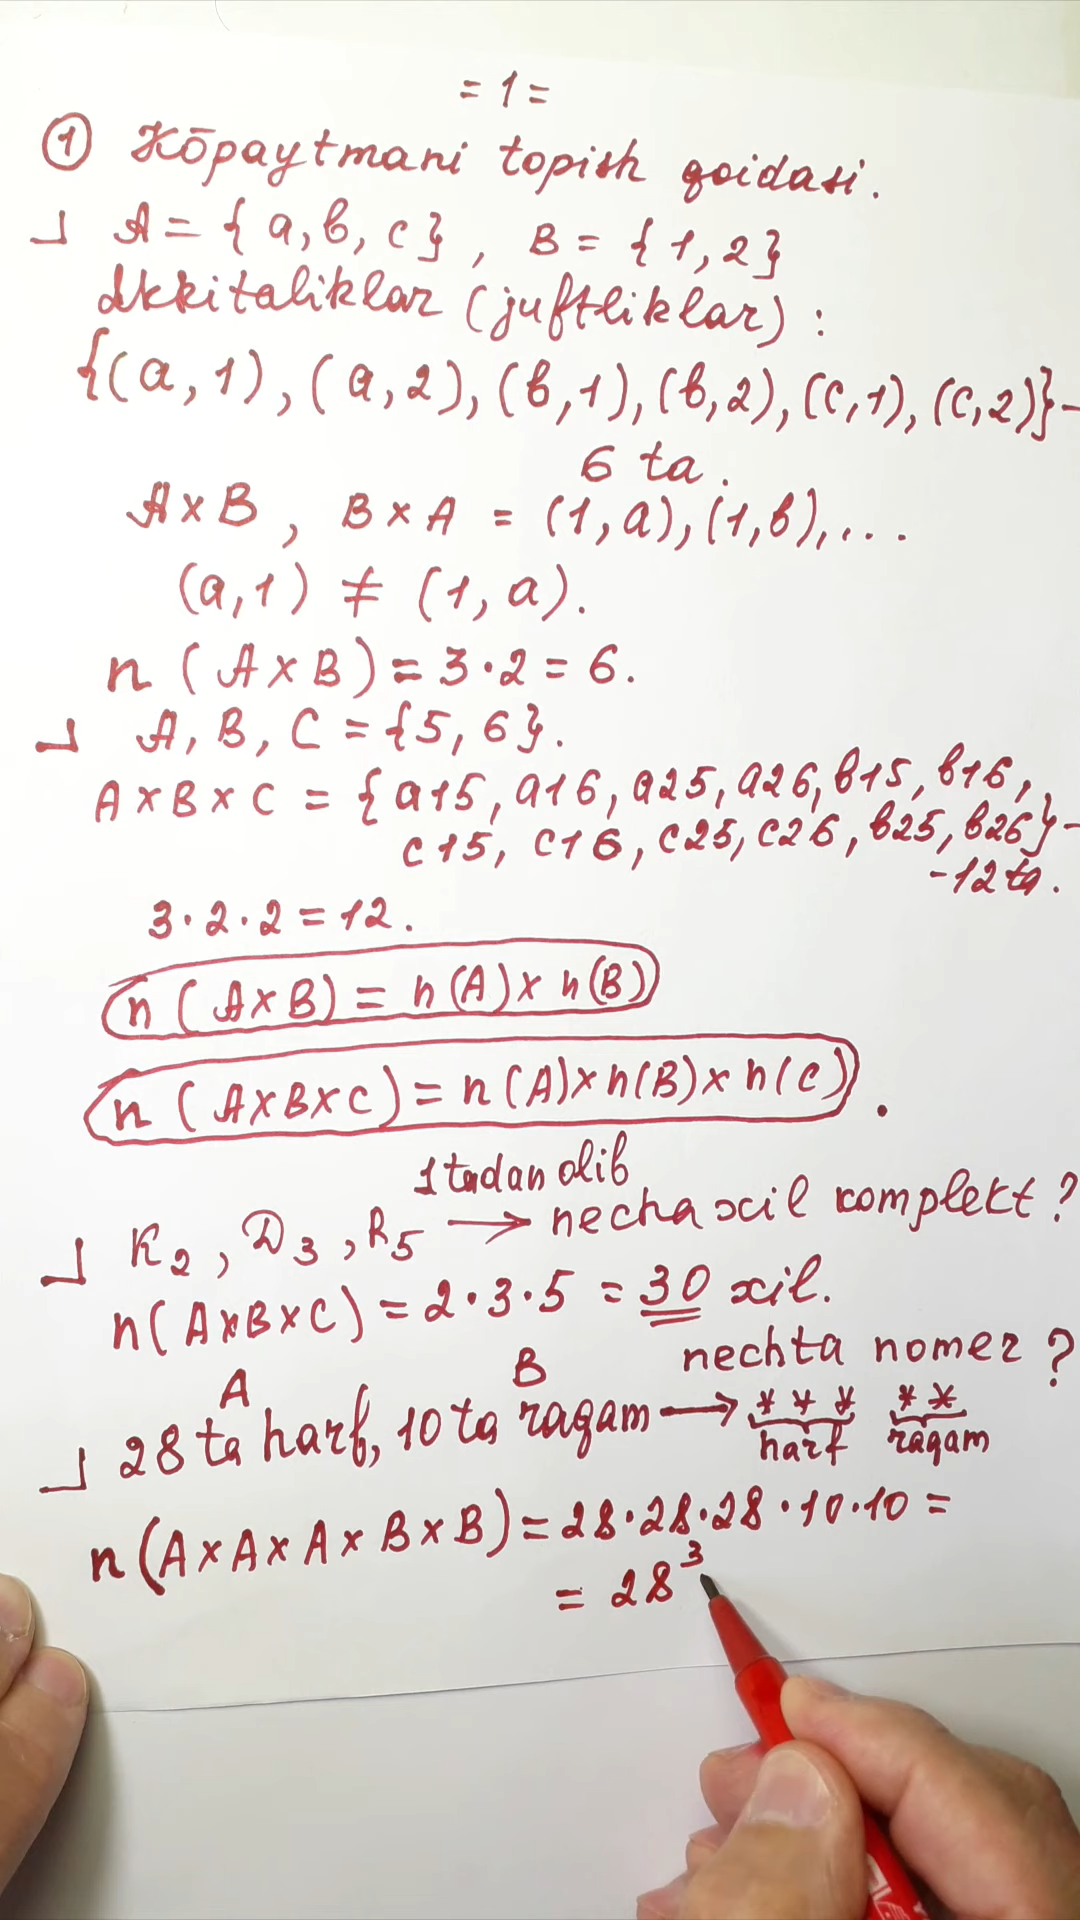 = 1 =
① Kōpaytmani topish qoidasi.
⅃ A = { a, b, c } , B = { 1, 2 }
Ikkitaliklar (juftliklar) :
{(a, 1), (a, 2), (b, 1), (b, 2), (c, 1), (c, 2)} -
6 ta.
A × B , B × A = (1, a), (1, b), ...
(a, 1) ≠ (1, a).
n ( A × B ) = 3 · 2 = 6.
⅃ A, B, C = {5, 6}.
A × B × C = { a15, a16, a25, a26, b15, b16,
c15, c16, c25, c26, b25, b26} -
- 12 ta.
3 · 2 · 2 = 12.
n ( A × B ) = n (A) × n (B)
n ( A × B × C ) = n (A) × n (B) × n (C) .
1 tadan olib
⅃ K₂ , D₃ , R₅ → necha xil komplekt ?
n ( A × B × C ) = 2 · 3 · 5 = 30 xil.
A B nechta nomer ?
⅃ 28 ta harf, 10 ta raqam → * * * * *
harf raqam
n ( A × A × A × B × B ) = 28 · 28 · 28 · 10 · 10 =
= 28³